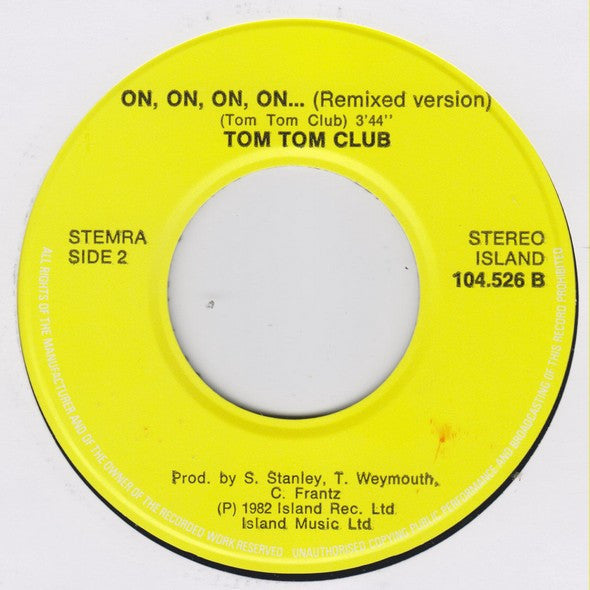 ON, ON, ON, ON... (Remixed version)
(Tom Tom Club) 3'44"
TOM TOM CLUB
STEMRA
SIDE 2
STEREO
ISLAND
104.526 B
Prod. by S. Stanley, T. Weymouth,
C. Frantz
(P) 1982 Island Rec. Ltd
Island Music Ltd
ALL RIGHTS OF THE MANUFACTURER AND OF THE OWNER OF THE RECORDED WORK RESERVED UNAUTHORISED COPYING PUBLIC PERFORMANCE AND BROADCASTING OF THIS RECORD PROHIBITED